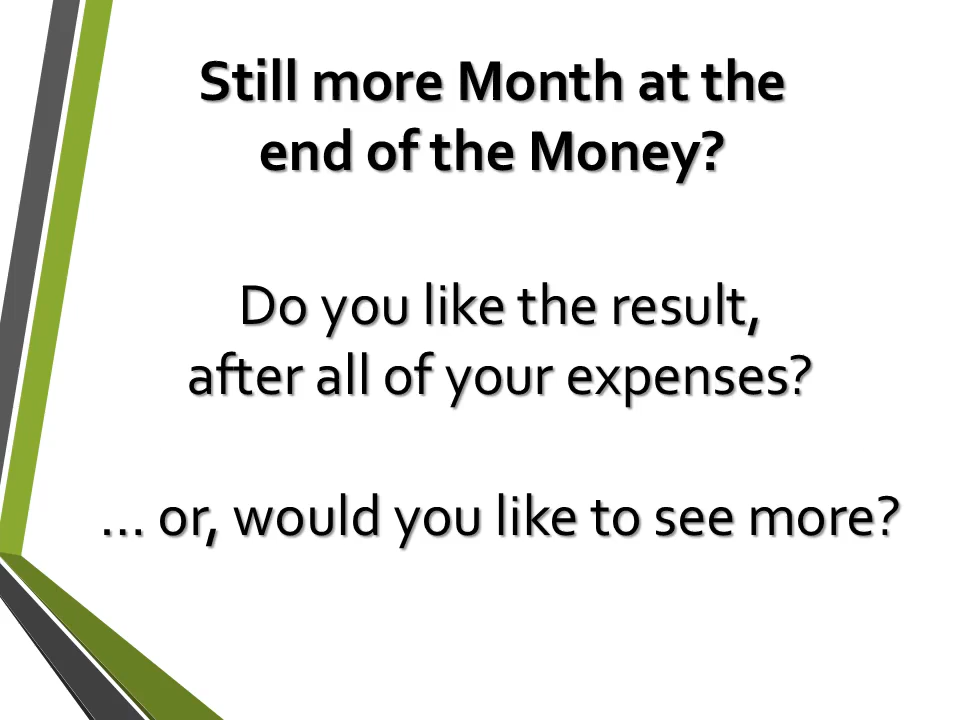 Still more Month at the
end of the Money?
Do you like the result,
after all of your expenses?
... or, would you like to see more?